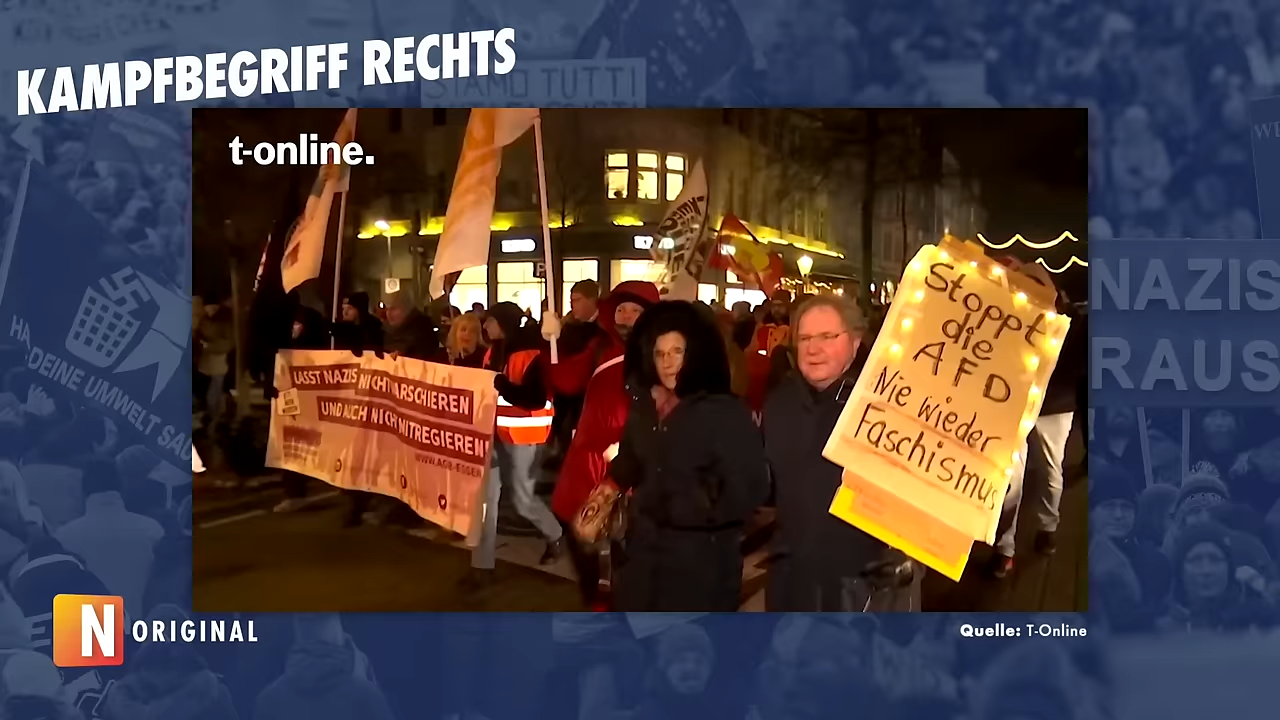 KAMPFBEGRIFF RECHTS
SIAMO TUTTI
t-online.
Stoppt
die
AFD
Nie wieder
Faschismus
LASST NAZIS NICHT MARSCHIEREN
UND AUCH NICHT MITREGIEREN
NAZIS
RAUS
DEINE UMWELT
N ORIGINAL
Quelle: T-Online